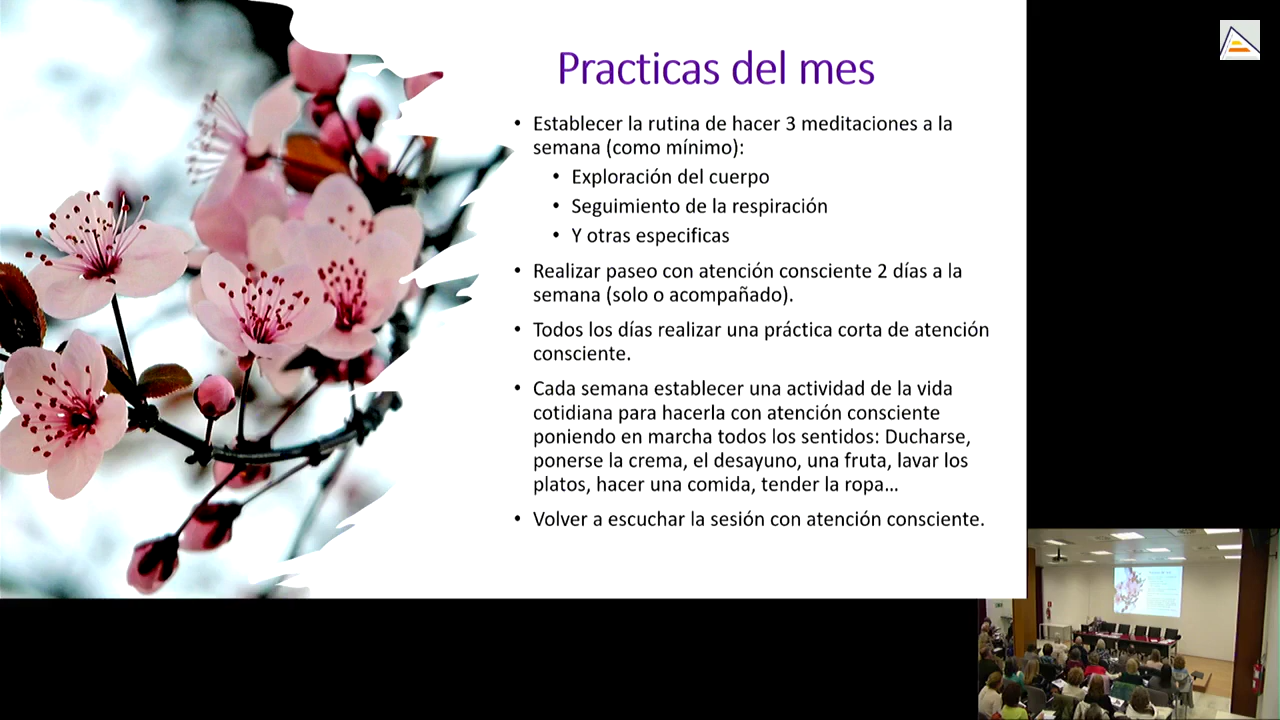 Practicas del mes
• Establecer la rutina de hacer 3 meditaciones a la
semana (como mínimo):
• Exploración del cuerpo
• Seguimiento de la respiración
• Y otras especificas
• Realizar paseo con atención consciente 2 días a la
semana (solo o acompañado).
• Todos los días realizar una práctica corta de atención
consciente.
• Cada semana establecer una actividad de la vida
cotidiana para hacerla con atención consciente
poniendo en marcha todos los sentidos: Ducharse,
ponerse la crema, el desayuno, una fruta, lavar los
platos, hacer una comida, tender la ropa...
• Volver a escuchar la sesión con atención consciente.